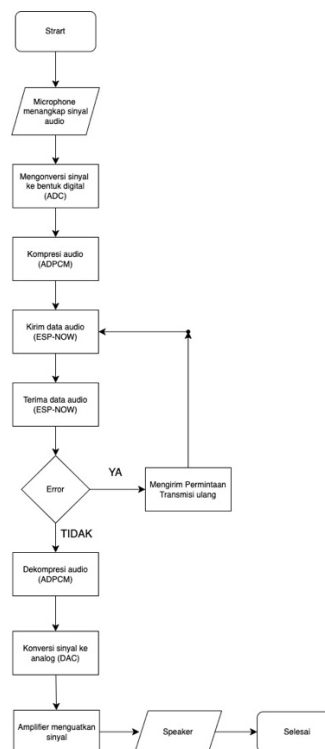 Strart
Microphone
menangkap sinyal
audio
Mengonversi sinyal
ke bentuk digital
(ADC)
Kompresi audio
(ADPCM)
Kirim data audio
(ESP-NOW)
Terima data audio
(ESP-NOW)
Error
YA
Mengirim Permintaan
Transmisi ulang
TIDAK
Dekompresi audio
(ADPCM)
Konversi sinyal ke
analog (DAC)
Amplifier menguatkan
sinyal
Speaker
Selesai